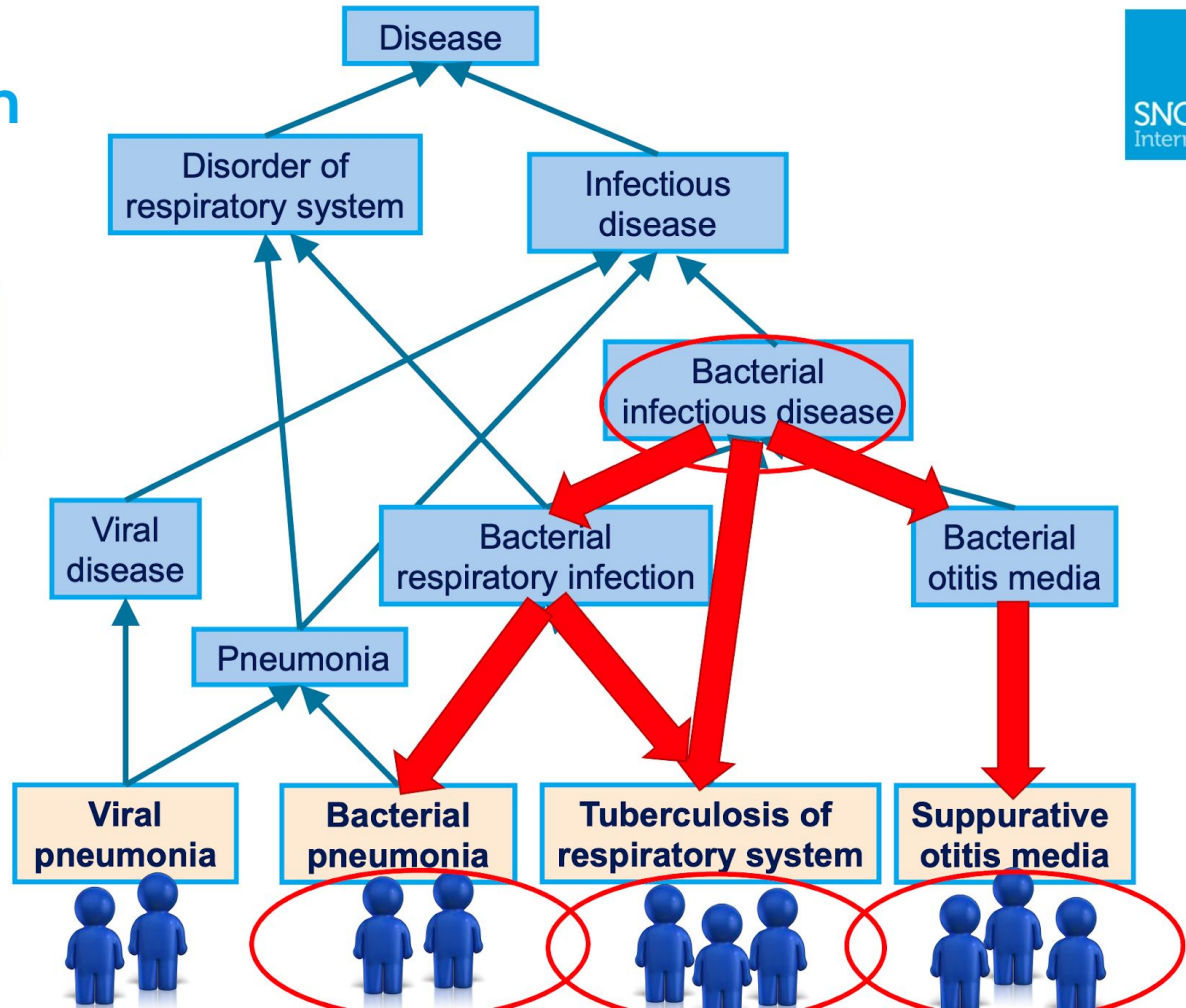 Disease
Disorder of
respiratory system
Infectious
disease
Bacterial
infectious disease
Viral
disease
Bacterial
respiratory infection
Bacterial
otitis media
Pneumonia
Viral
pneumonia
Bacterial
pneumonia
Tuberculosis of
respiratory system
Suppurative
otitis media